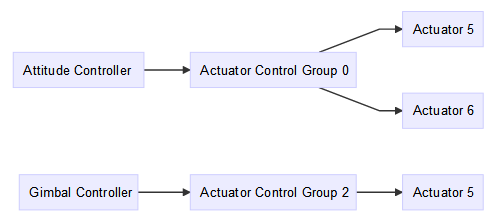 Actuator 5
Attitude Controller
Actuator Control Group 0
Actuator 6
Gimbal Controller
Actuator Control Group 2
Actuator 5